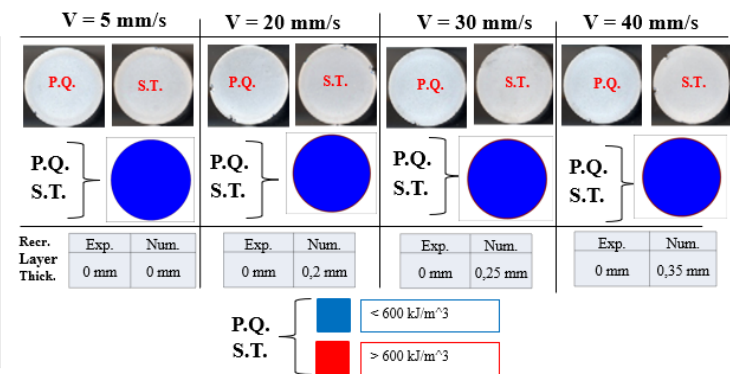 V = 5 mm/s V = 20 mm/s V = 30 mm/s V = 40 mm/s
P.Q. S.T. P.Q. S.T. P.Q. S.T. P.Q. S.T.
P.Q. P.Q. P.Q. P.Q.
S.T. S.T. S.T. S.T.
Recr. Exp. Num. Exp. Num. Exp. Num. Exp. Num.
Layer
Thick. 0 mm 0 mm 0 mm 0,2 mm 0 mm 0,25 mm 0 mm 0,35 mm
P.Q. < 600 kJ/m^3
S.T. > 600 kJ/m^3